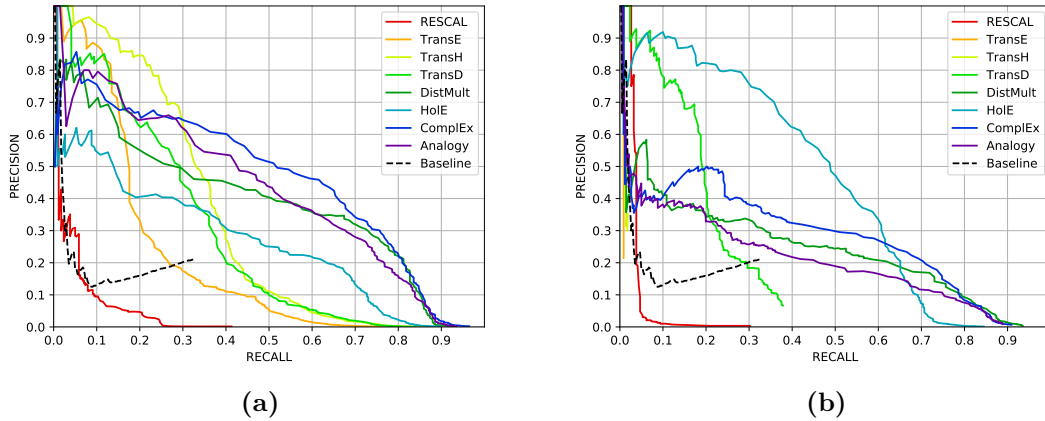 0.9
0.8
0.7
0.6
0.5
0.4
0.3
0.2
0.1
0.0
PRECISION
0.0 0.1 0.2 0.3 0.4 0.5 0.6 0.7 0.8 0.9
RECALL
RESCAL
TransE
TransH
TransD
DistMult
HolE
ComplEx
Analogy
Baseline
(a)
0.9
0.8
0.7
0.6
0.5
0.4
0.3
0.2
0.1
0.0
PRECISION
0.0 0.1 0.2 0.3 0.4 0.5 0.6 0.7 0.8 0.9
RECALL
RESCAL
TransE
TransH
TransD
DistMult
HolE
ComplEx
Analogy
Baseline
(b)